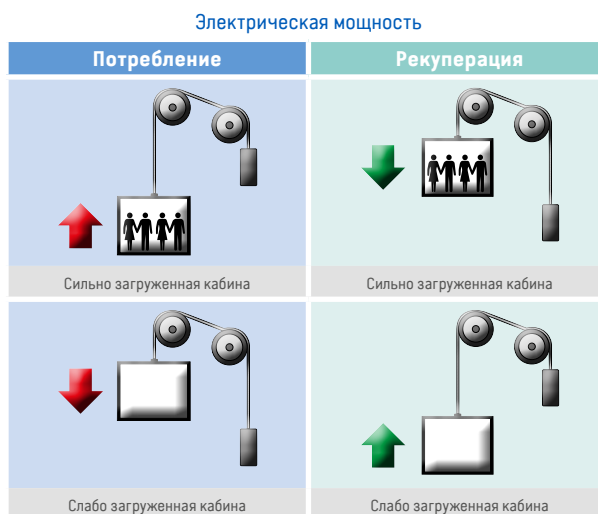 Электрическая мощность
Потребление
Рекуперация
Сильно загруженная кабина
Сильно загруженная кабина
Слабо загруженная кабина
Слабо загруженная кабина